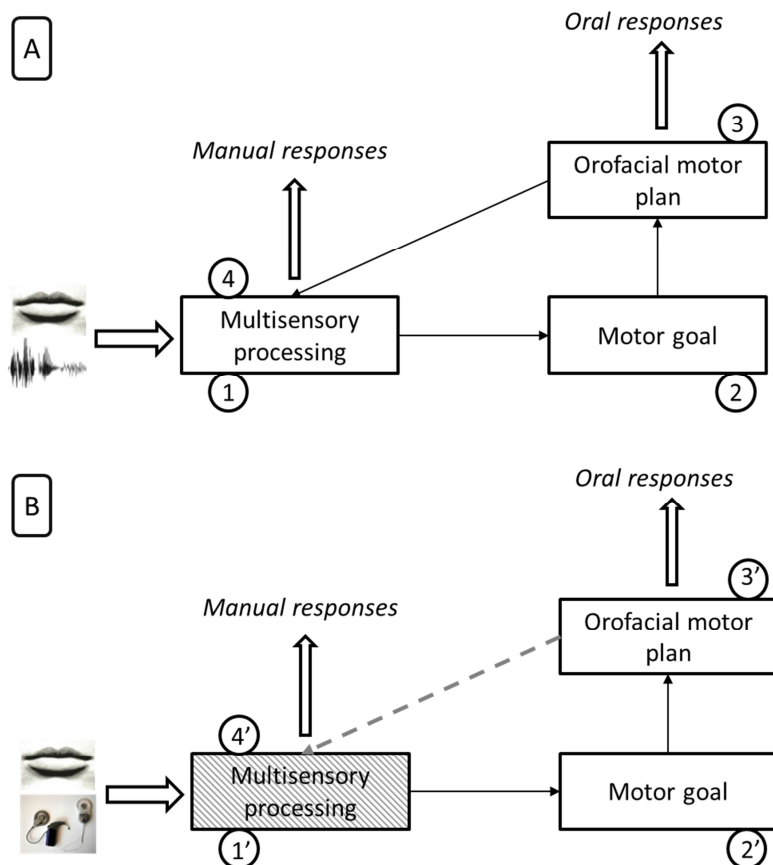 A
Oral responses
3
Manual responses
Orofacial motor
plan
4
Multisensory
processing
Motor goal
1
2
B
Oral responses
3’
Manual responses
Orofacial motor
plan
4’
Multisensory
processing
Motor goal
1’
2’